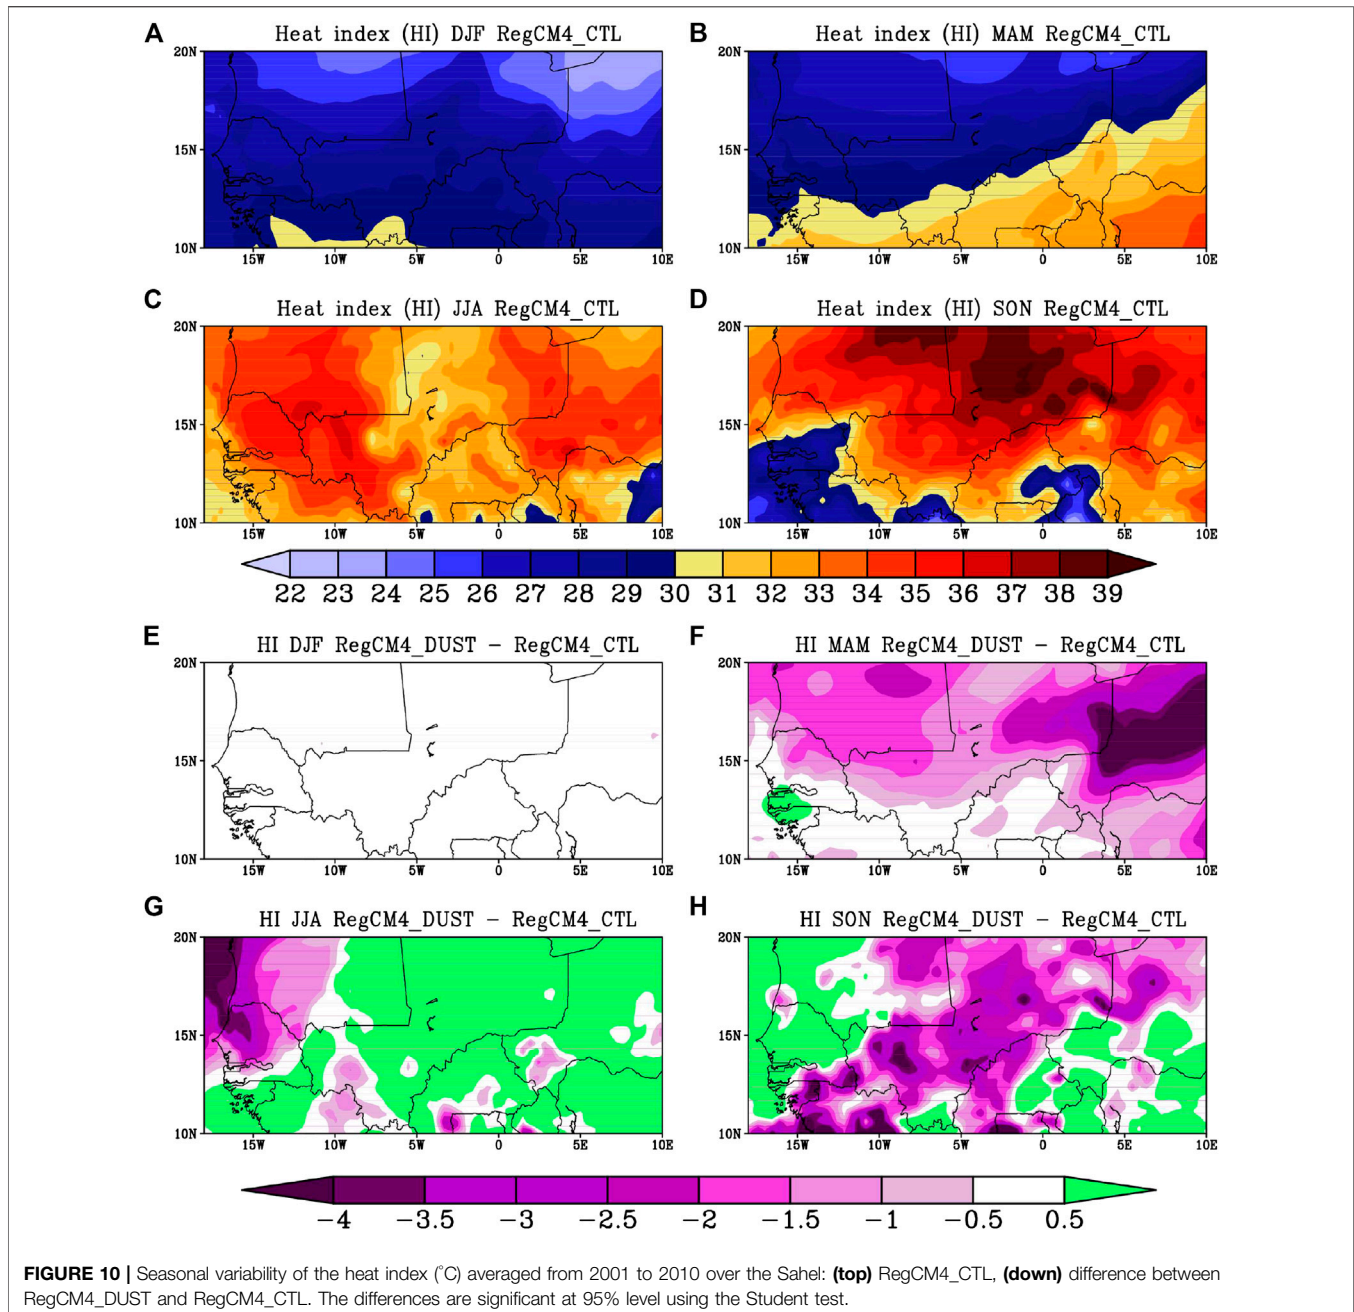 A Heat index (HI) DJF RegCM4_CTL
20N
15N
10N
15W 10W 5W 0 5E 10E
B Heat index (HI) MAM RegCM4_CTL
20N
15N
10N
15W 10W 5W 0 5E 10E
C Heat index (HI) JJA RegCM4_CTL
20N
15N
10N
15W 10W 5W 0 5E 10E
D Heat index (HI) SON RegCM4_CTL
20N
15N
10N
15W 10W 5W 0 5E 10E
22 23 24 25 26 27 28 29 30 31 32 33 34 35 36 37 38 39
E HI DJF RegCM4_DUST − RegCM4_CTL
20N
15N
10N
15W 10W 5W 0 5E 10E
F HI MAM RegCM4_DUST − RegCM4_CTL
20N
15N
10N
15W 10W 5W 0 5E 10E
G HI JJA RegCM4_DUST − RegCM4_CTL
20N
15N
10N
15W 10W 5W 0 5E 10E
H HI SON RegCM4_DUST − RegCM4_CTL
20N
15N
10N
15W 10W 5W 0 5E 10E
−4 −3.5 −3 −2.5 −2 −1.5 −1 −0.5 0.5
FIGURE 10 | Seasonal variability of the heat index (°C) averaged from 2001 to 2010 over the Sahel: (top) RegCM4_CTL, (down) difference between
RegCM4_DUST and RegCM4_CTL. The differences are significant at 95% level using the Student test.